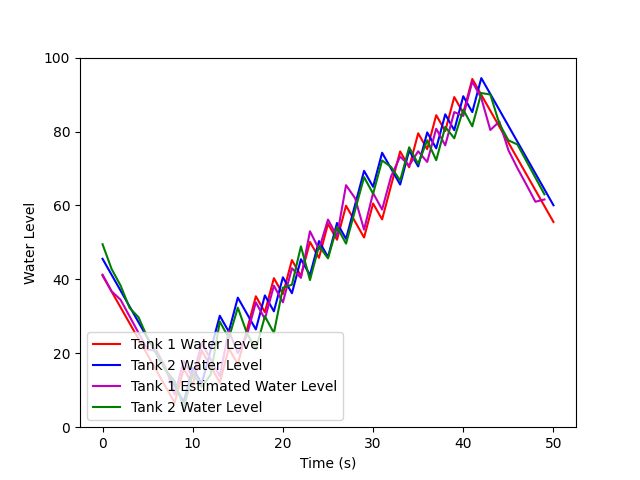 100
80
60
40
20
0
Water Level
Tank 1 Water Level
Tank 2 Water Level
Tank 1 Estimated Water Level
Tank 2 Water Level
0 10 20 30 40 50
Time (s)